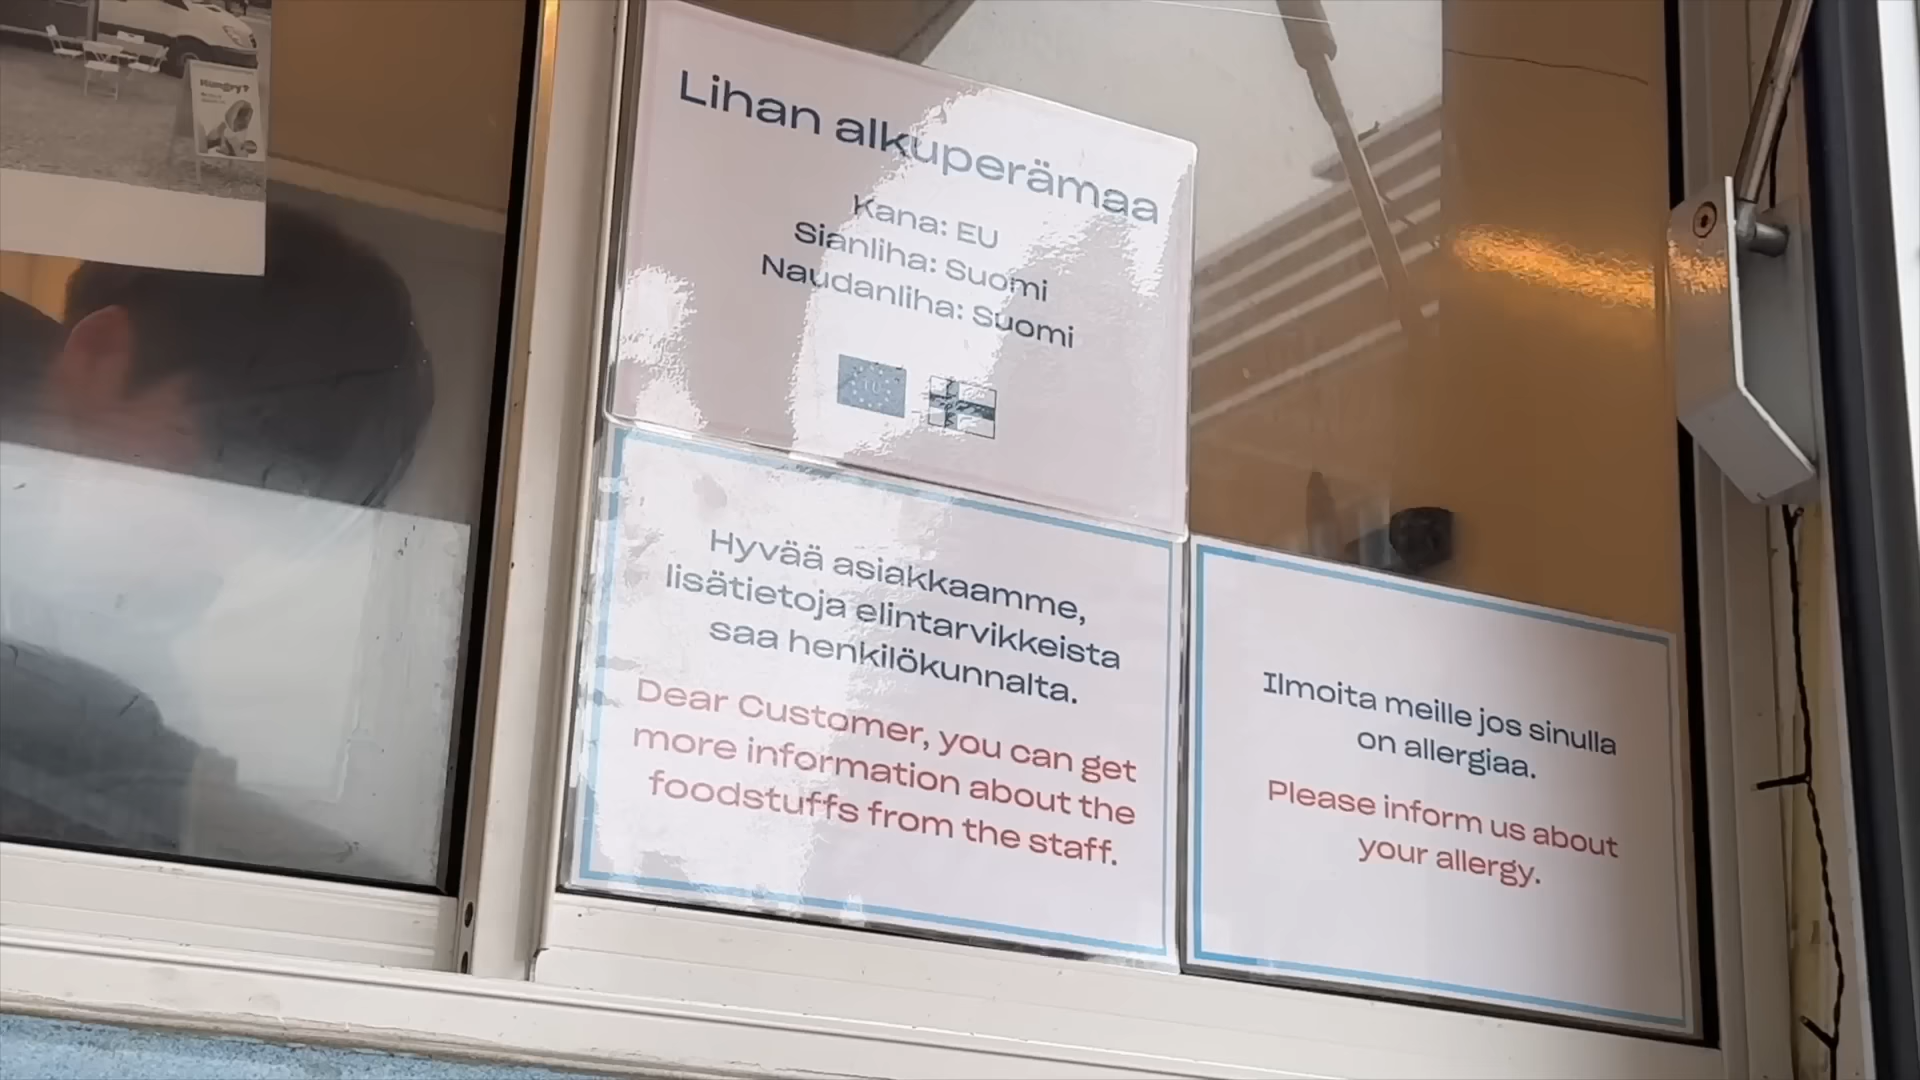 Hungry?
Lihan alkuperämaa
Kana: EU
Sianliha: Suomi
Naudanliha: Suomi
Hyvää asiakkaamme,
lisätietoja elintarvikkeista
saa henkilökunnalta.
Dear Customer, you can get
more information about the
foodstuffs from the staff.
Ilmoita meille jos sinulla
on allergiaa.
Please inform us about
your allergy.